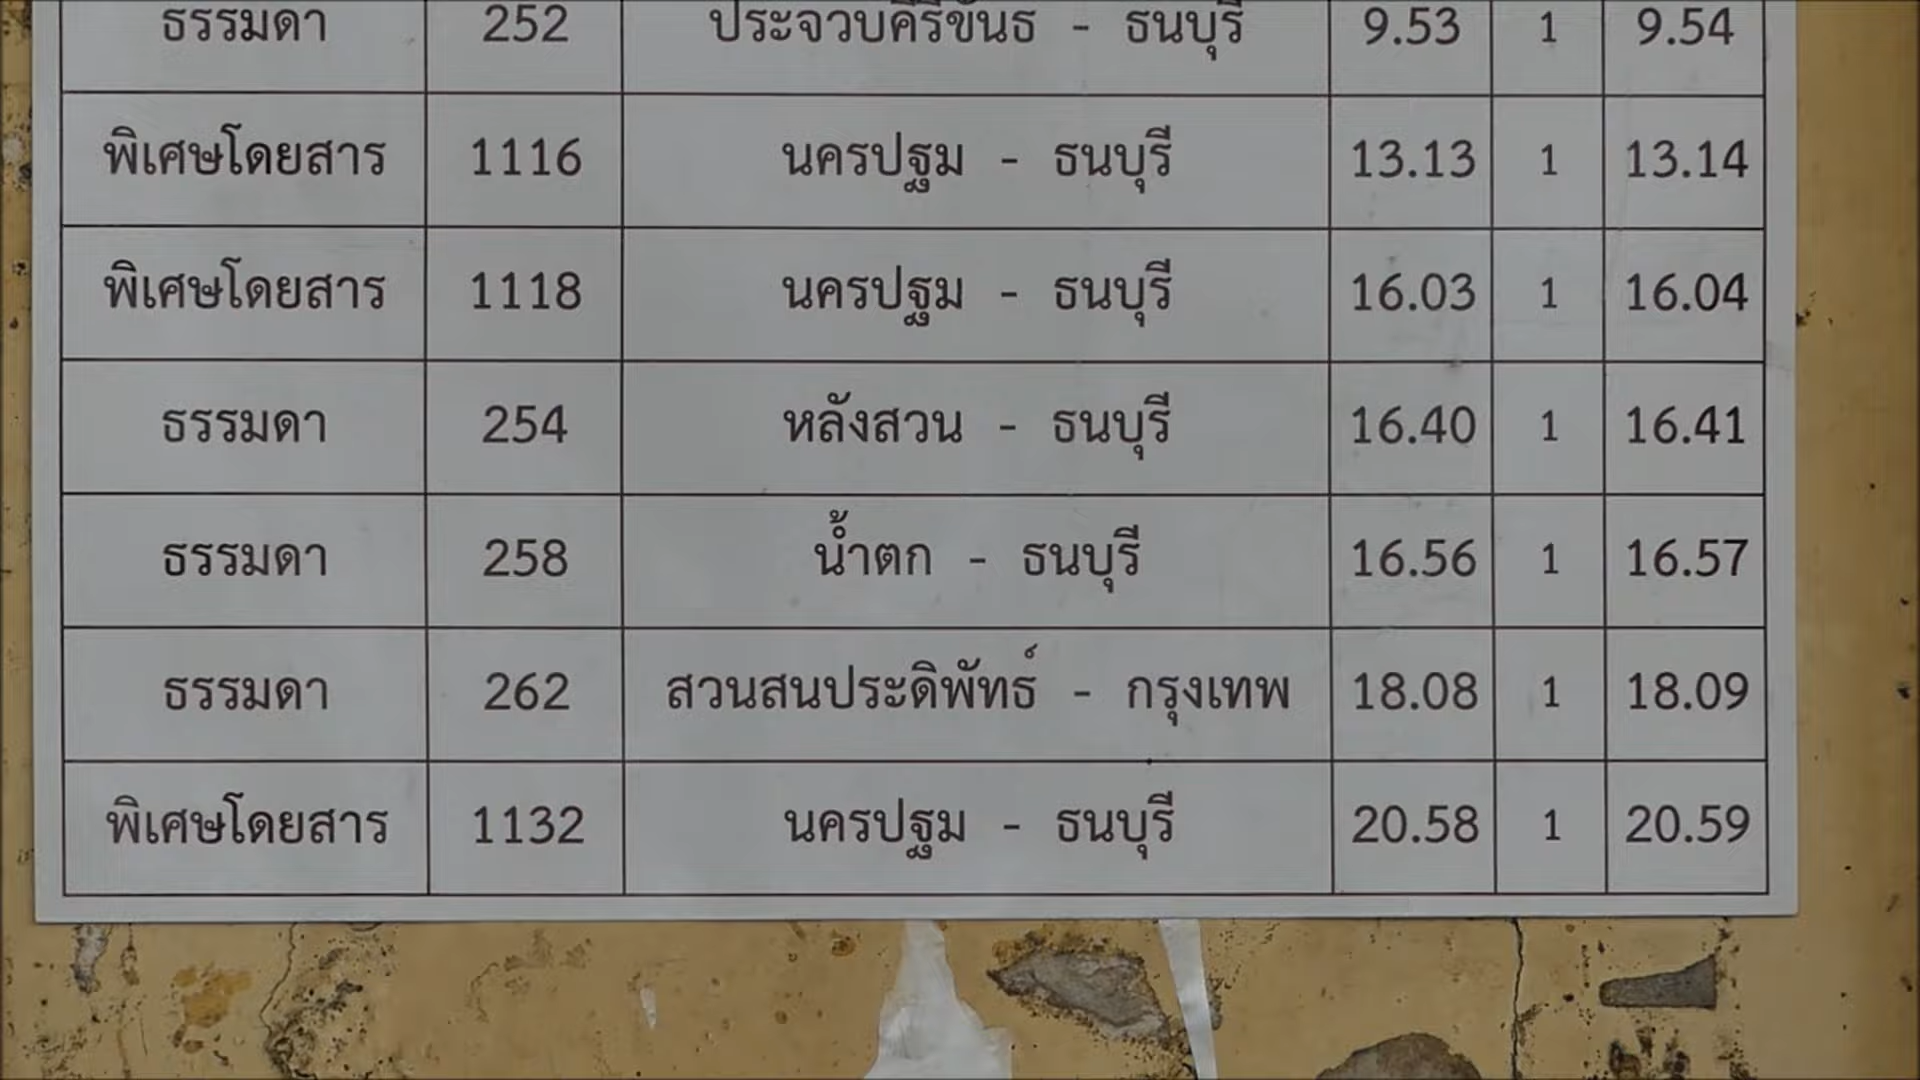 ธรรมดา 252 ประจวบคีรีขันธ - ธนบุรี 9.53 1 9.54
พิเศษโดยสาร 1116 นครปฐม - ธนบุรี 13.13 1 13.14
พิเศษโดยสาร 1118 นครปฐม - ธนบุรี 16.03 1 16.04
ธรรมดา 254 หลังสวน - ธนบุรี 16.40 1 16.41
ธรรมดา 258 น้ำตก - ธนบุรี 16.56 1 16.57
ธรรมดา 262 สวนสนประดิพัทธ์ - กรุงเทพ 18.08 1 18.09
พิเศษโดยสาร 1132 นครปฐม - ธนบุรี 20.58 1 20.59